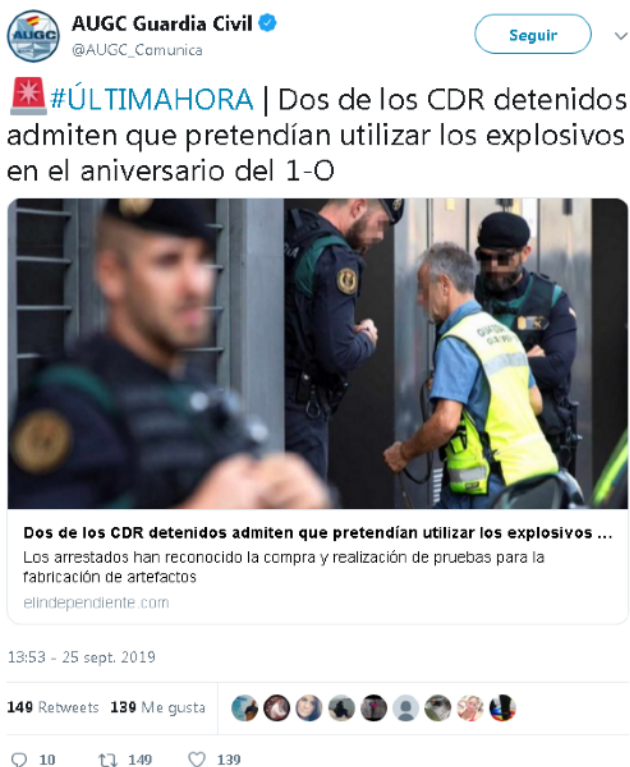 AUGC
AUGC Guardia Civil
@AUGC_Comunica
Seguir
#ÚLTIMAHORA | Dos de los CDR detenidos
admiten que pretendían utilizar los explosivos
en el aniversario del 1-O
GUARDIA
Dos de los CDR detenidos admiten que pretendían utilizar los explosivos ...
Los arrestados han reconocido la compra y realización de pruebas para la
fabricación de artefactos
elindependiente.com
13:53 - 25 sept. 2019
149 Retweets 139 Me gusta
10 149 139